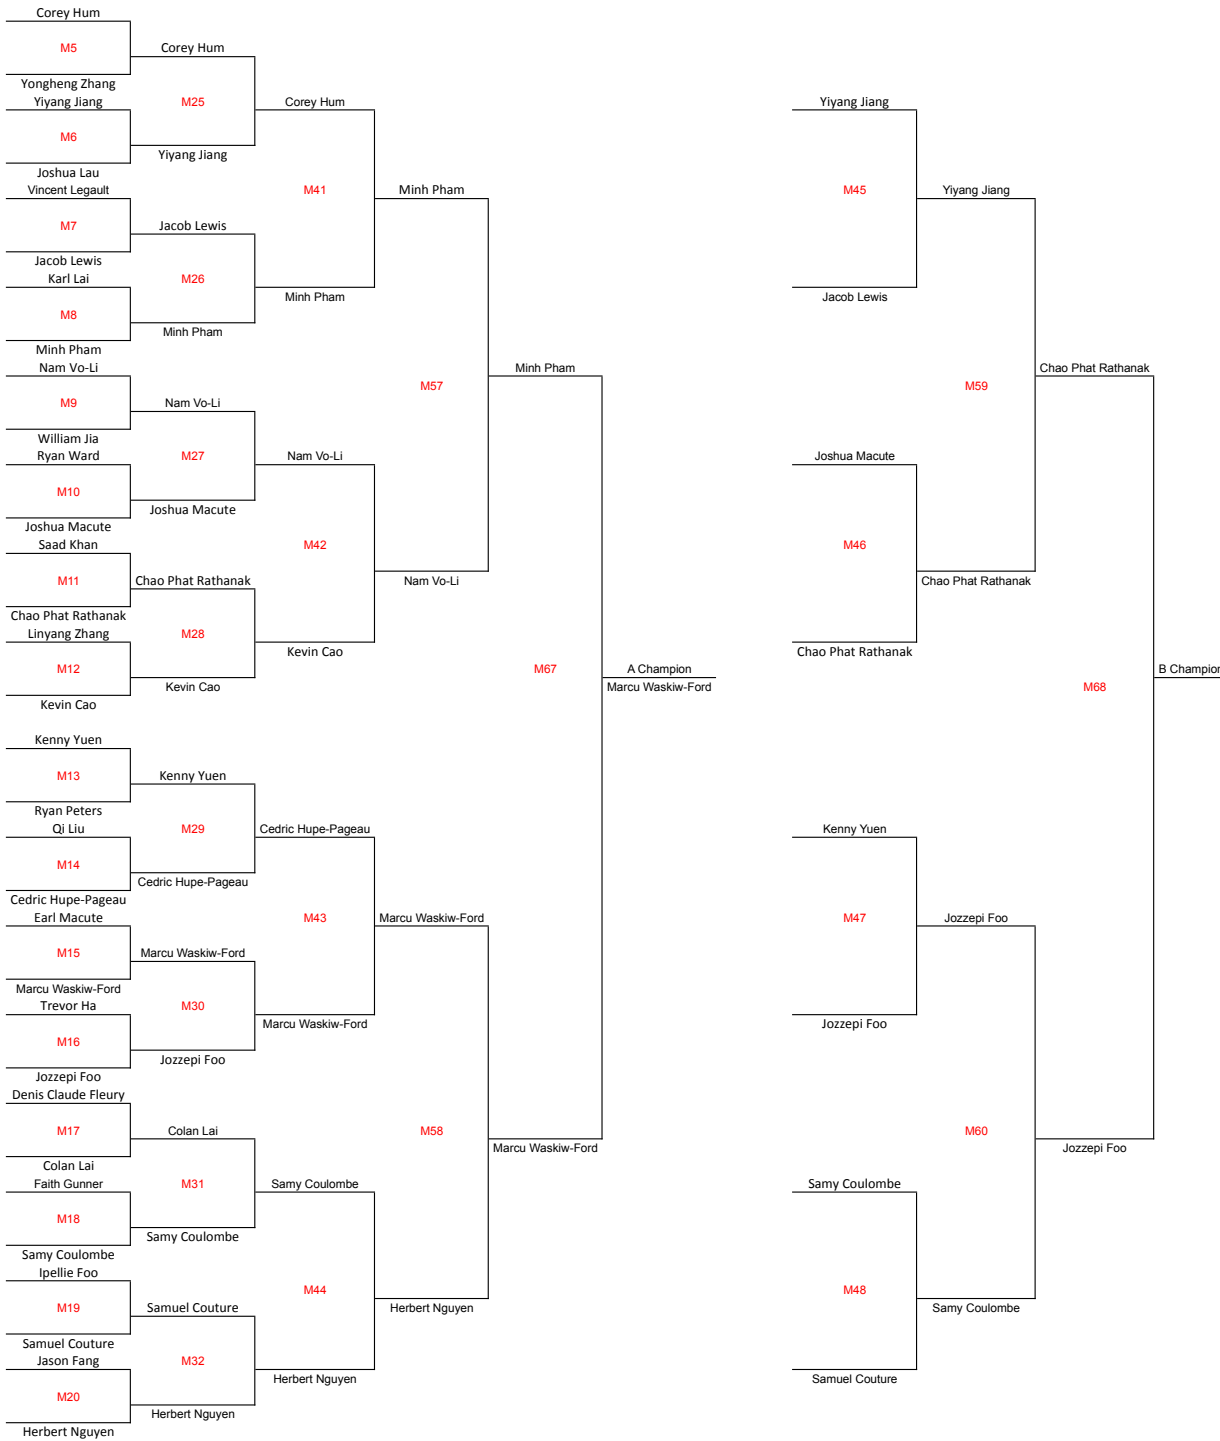 Corey Hum
M5
Corey Hum
Yongheng Zhang
Yiyang Jiang
M25
Corey Hum
M6
Yiyang Jiang
Joshua Lau
Vincent Legault
M41
Minh Pham
M7
Jacob Lewis
Jacob Lewis
Karl Lai
M26
Minh Pham
M8
Minh Pham
Minh Pham
Nam Vo-Li
M57
Minh Pham
M9
Nam Vo-Li
William Jia
Ryan Ward
M27
Nam Vo-Li
M10
Joshua Macute
Joshua Macute
Saad Khan
M42
Nam Vo-Li
M11
Chao Phat Rathanak
Chao Phat Rathanak
Linyang Zhang
M28
Kevin Cao
M12
Kevin Cao
Kevin Cao
M67
A Champion
Marcu Waskiw-Ford
Kenny Yuen
M13
Kenny Yuen
Ryan Peters
Qi Liu
M29
Cedric Hupe-Pageau
M14
Cedric Hupe-Pageau
Cedric Hupe-Pageau
Earl Macute
M43
Marcu Waskiw-Ford
M15
Marcu Waskiw-Ford
Marcu Waskiw-Ford
Trevor Ha
M30
Marcu Waskiw-Ford
M16
Jozzepi Foo
Jozzepi Foo
Denis Claude Fleury
M58
Marcu Waskiw-Ford
M17
Colan Lai
Colan Lai
Faith Gunner
M31
Samy Coulombe
M18
Samy Coulombe
Samy Coulombe
Ipellie Foo
M44
Herbert Nguyen
M19
Samuel Couture
Samuel Couture
Jason Fang
M32
Herbert Nguyen
M20
Herbert Nguyen
Herbert Nguyen
Yiyang Jiang
M45
Yiyang Jiang
Jacob Lewis
M59
Chao Phat Rathanak
Joshua Macute
M46
Chao Phat Rathanak
Chao Phat Rathanak
M68
B Champion
Kenny Yuen
M47
Jozzepi Foo
Jozzepi Foo
M60
Jozzepi Foo
Samy Coulombe
M48
Samy Coulombe
Samuel Couture